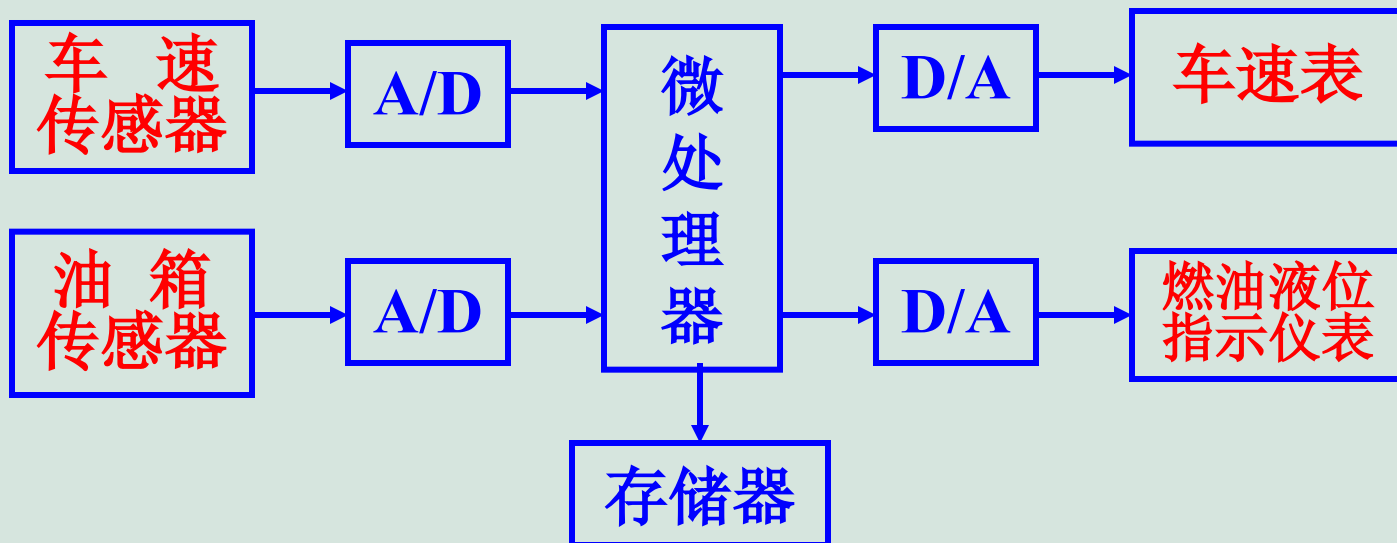 车 速
传感器
A/D
微
处
理
器
D/A
车速表
油 箱
传感器
A/D
D/A
燃油液位
指示仪表
存储器